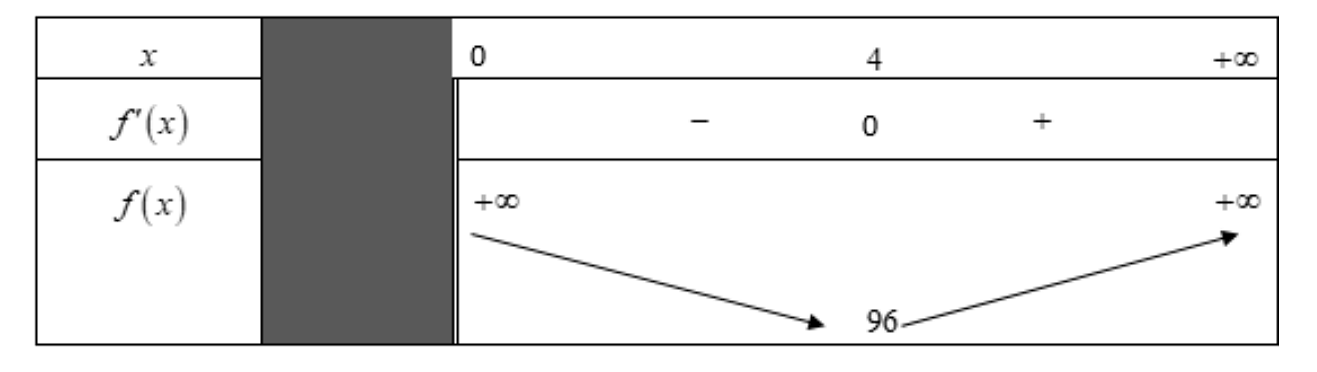 x 0 4 +∞
f′(x) − 0 +
f(x) +∞ +∞
96